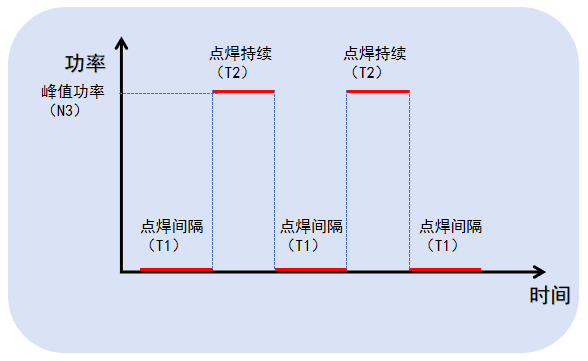 功率
点焊持续
（T2）
点焊持续
（T2）
峰值功率
（N3）
点焊间隔
（T1）
点焊间隔
（T1）
点焊间隔
（T1）
时间